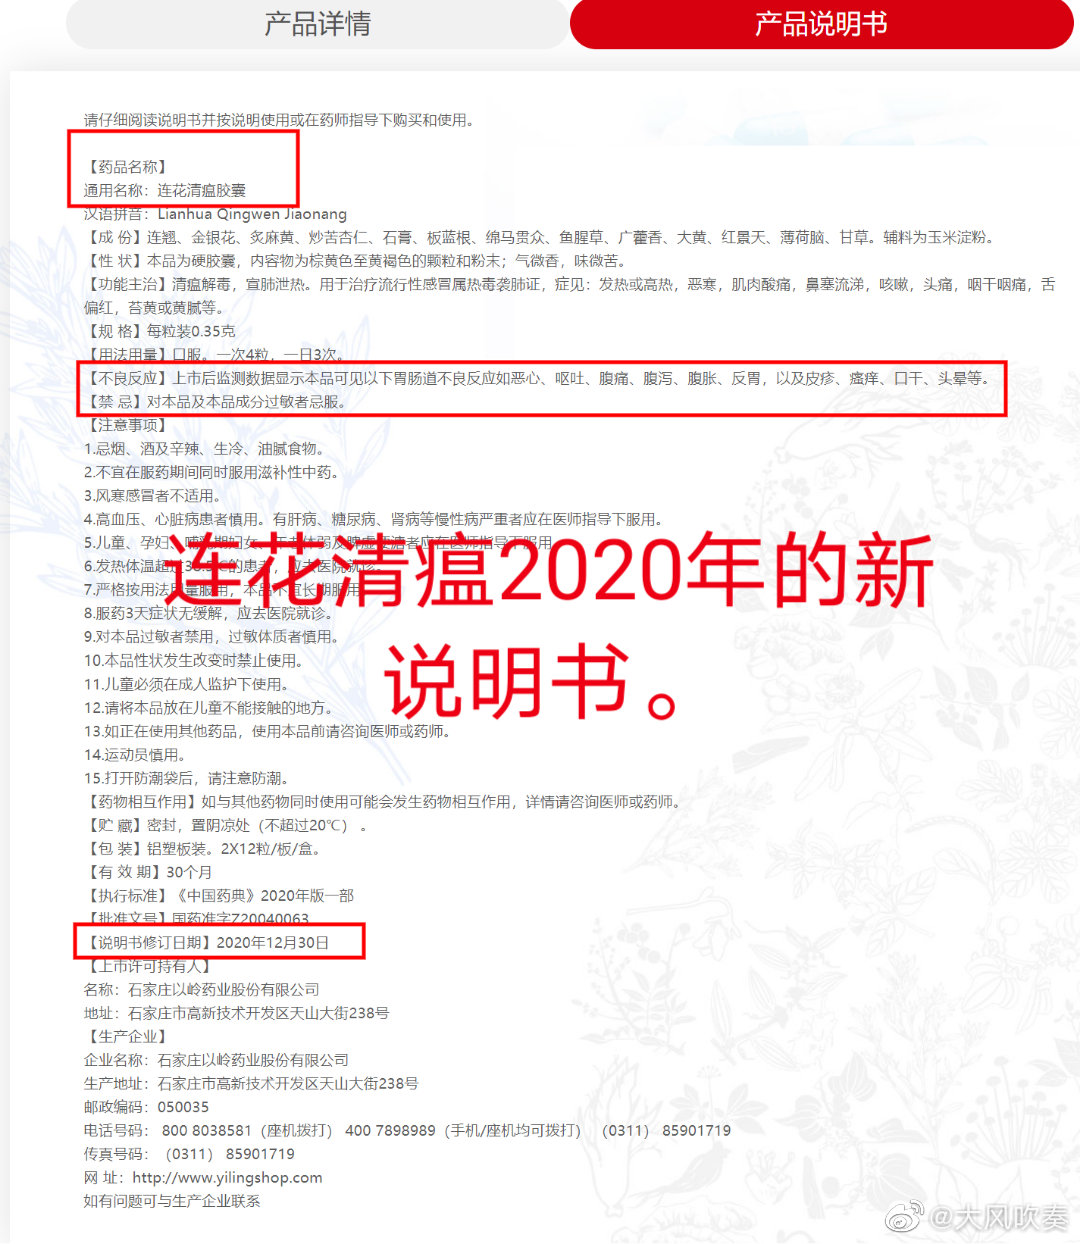 产品详情
产品说明书
请仔细阅读说明书并按说明使用或在药师指导下购买和使用。
【药品名称】
通用名称：连花清瘟胶囊
汉语拼音：Lianhua Qingwen Jiaonang
【成 份】连翘、金银花、炙麻黄、炒苦杏仁、石膏、板蓝根、绵马贯众、鱼腥草、广藿香、大黄、红景天、薄荷脑、甘草。辅料为玉米淀粉。
【性 状】本品为硬胶囊，内容物为棕黄色至黄褐色的颗粒和粉末；气微香，味微苦。
【功能主治】清瘟解毒，宣肺泄热。用于治疗流行性感冒属热毒袭肺证，症见：发热或高热，恶寒，肌肉酸痛，鼻塞流涕，咳嗽，头痛，咽干咽痛，舌
偏红，苔黄或黄腻等。
【规 格】每粒装0.35克
【用法用量】口服。一次4粒，一日3次。
【不良反应】上市后监测数据显示本品可见以下胃肠道不良反应如恶心、呕吐、腹痛、腹泻、腹胀、反胃，以及皮疹、瘙痒、口干、头晕等。
【禁 忌】对本品及本品成分过敏者忌服。
【注意事项】
1.忌烟、酒及辛辣、生冷、油腻食物。
2.不宜在服药期间同时服用滋补性中药。
3.风寒感冒者不适用。
4.高血压、心脏病患者慎用。有肝病、糖尿病、肾病等慢性病严重者应在医师指导下服用。
5.儿童、孕妇、哺乳期妇女、年老体弱及脾虚便溏者应在医师指导下服用
6.发热体温超过38.5℃的患者，应去医院就诊。
7.严格按用法用量服用，本品不宜长期服用。
8.服药3天症状无缓解，应去医院就诊。
9.对本品过敏者禁用，过敏体质者慎用。
10.本品性状发生改变时禁止使用。
11.儿童必须在成人监护下使用。
12.请将本品放在儿童不能接触的地方。
13.如正在使用其他药品，使用本品前请咨询医师或药师。
14.运动员慎用。
15.打开防潮袋后，请注意防潮。
连花清瘟2020年的新
说明书。
【药物相互作用】如与其他药物同时使用可能会发生药物相互作用，详情请咨询医师或药师。
【贮 藏】密封，置阴凉处（不超过20℃） 。
【包 装】铝塑板装。2X12粒/板/盒。
【有 效 期】30个月
【执行标准】《中国药典》2020年版一部
【批准文号】国药准字Z20040063
【说明书修订日期】2020年12月30日
【上市许可持有人】
名称：石家庄以岭药业股份有限公司
地址：石家庄市高新技术开发区天山大街238号
【生产企业】
企业名称：石家庄以岭药业股份有限公司
生产地址：石家庄市高新技术开发区天山大街238号
邮政编码：050035
电话号码： 800 8038581（座机拨打） 400 7898989（手机/座机均可拨打） （0311） 85901719
传真号码：（0311） 85901719
网 址：http://www.yilingshop.com
如有问题可与生产企业联系
@大风吹奏